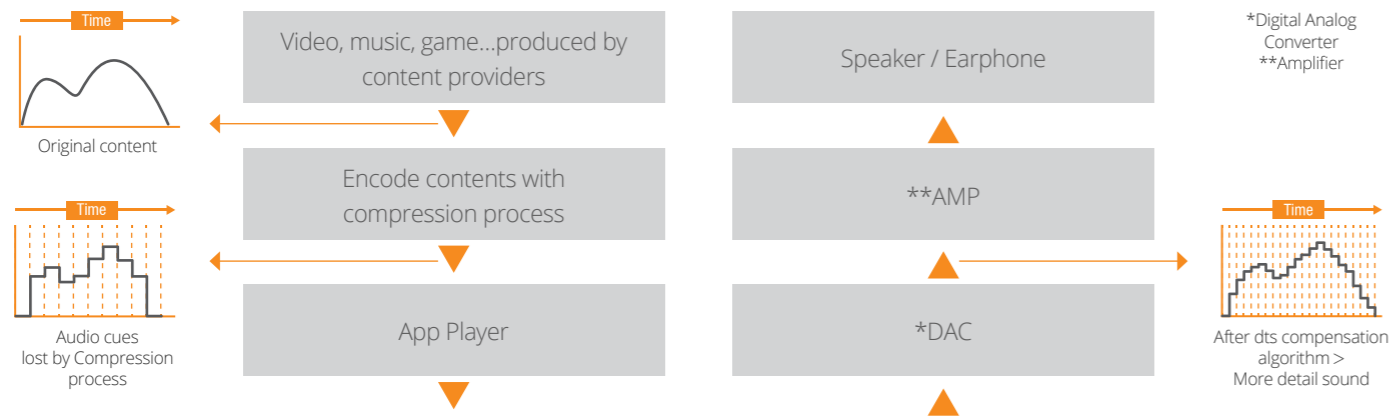 Time
Original content
Time
Audio cues
lost by Compression
process
Video, music, game...produced by
content providers
Encode contents with
compression process
App Player
Speaker / Earphone
**AMP
*DAC
*Digital Analog
Converter
**Amplifier
Time
After dts compensation
algorithm >
More detail sound